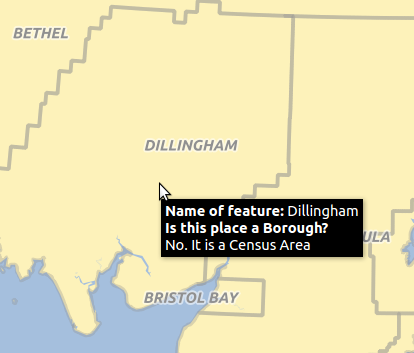 BETHEL
DILLINGHAM
Name of feature: Dillingham
Is this place a Borough?
No. It is a Census Area
ULA
BRISTOL BAY